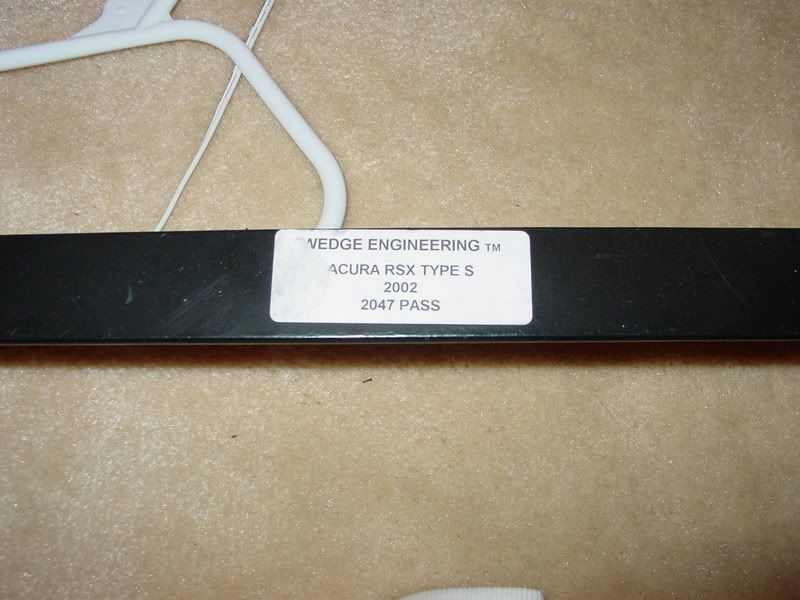 WEDGE ENGINEERING TM
ACURA RSX TYPE S
2002
2047 PASS